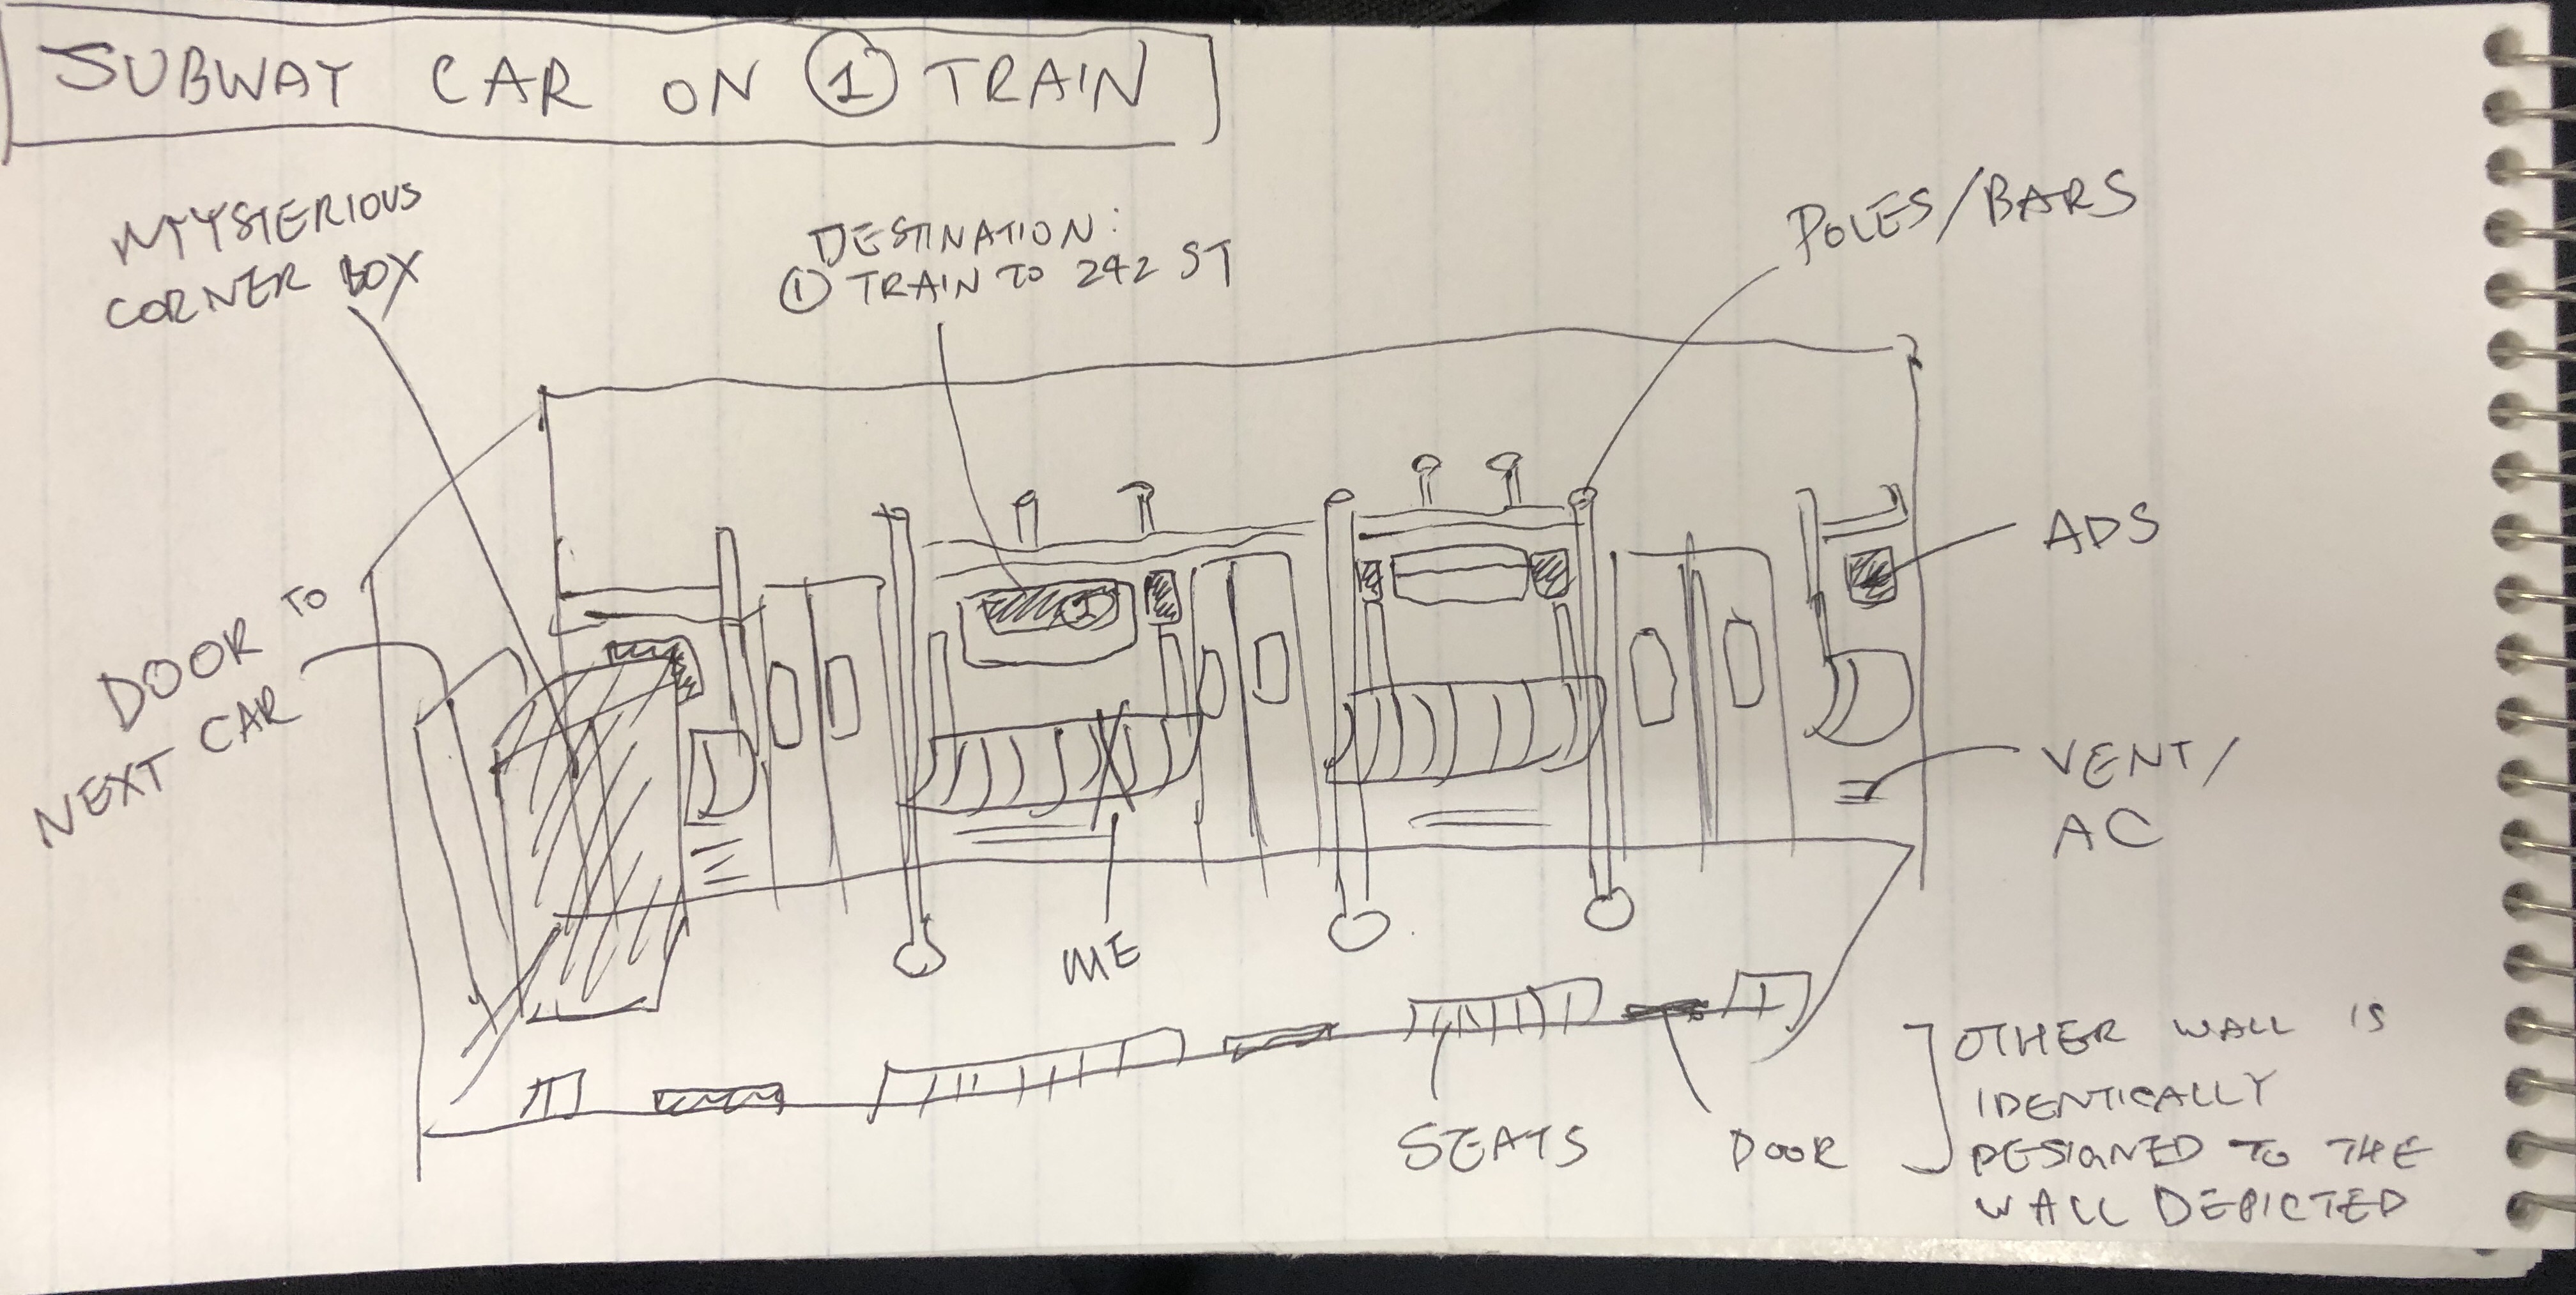 SUBWAY CAR ON ① TRAIN
MYSTERIOUS
CORNER BOX
DESTINATION:
① TRAIN TO 242 ST
POLES/BARS
ADS
DOOR TO
NEXT CAR
1
VENT/
AC
ME
SEATS
DOOR
OTHER WALL IS
IDENTICALLY
DESIGNED TO THE
WALL DEPICTED